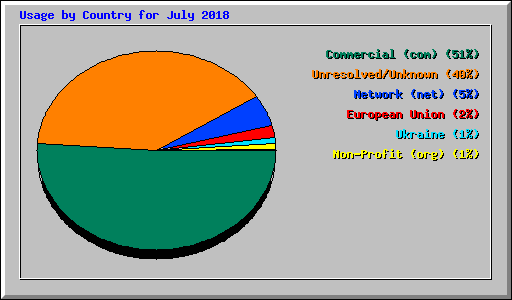 Usage by Country for July 2018
Commercial (com) (51%)
Unresolved/Unknown (40%)
Network (net) (5%)
European Union (2%)
Ukraine (1%)
Non-Profit (org) (1%)